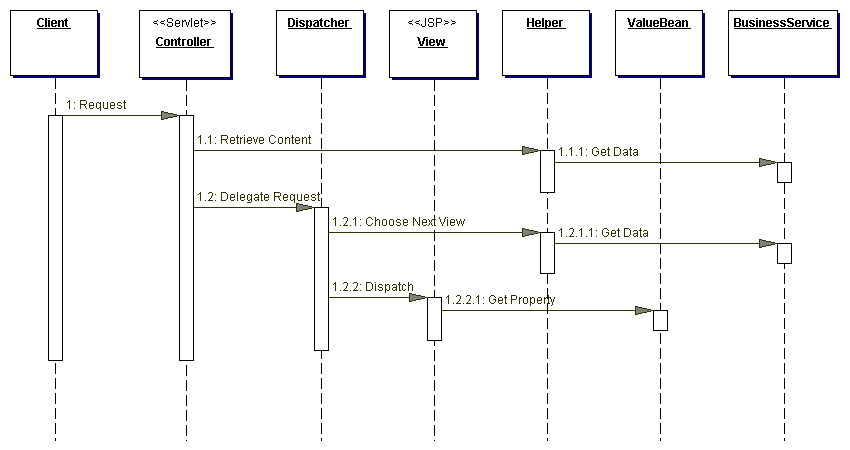 Client
<<Servlet>>
Controller
Dispatcher
<<JSP>>
View
Helper
ValueBean
BusinessService
1: Request
1.1: Retrieve Content
1.1.1: Get Data
1.2: Delegate Request
1.2.1: Choose Next View
1.2.1.1: Get Data
1.2.2: Dispatch
1.2.2.1: Get Property